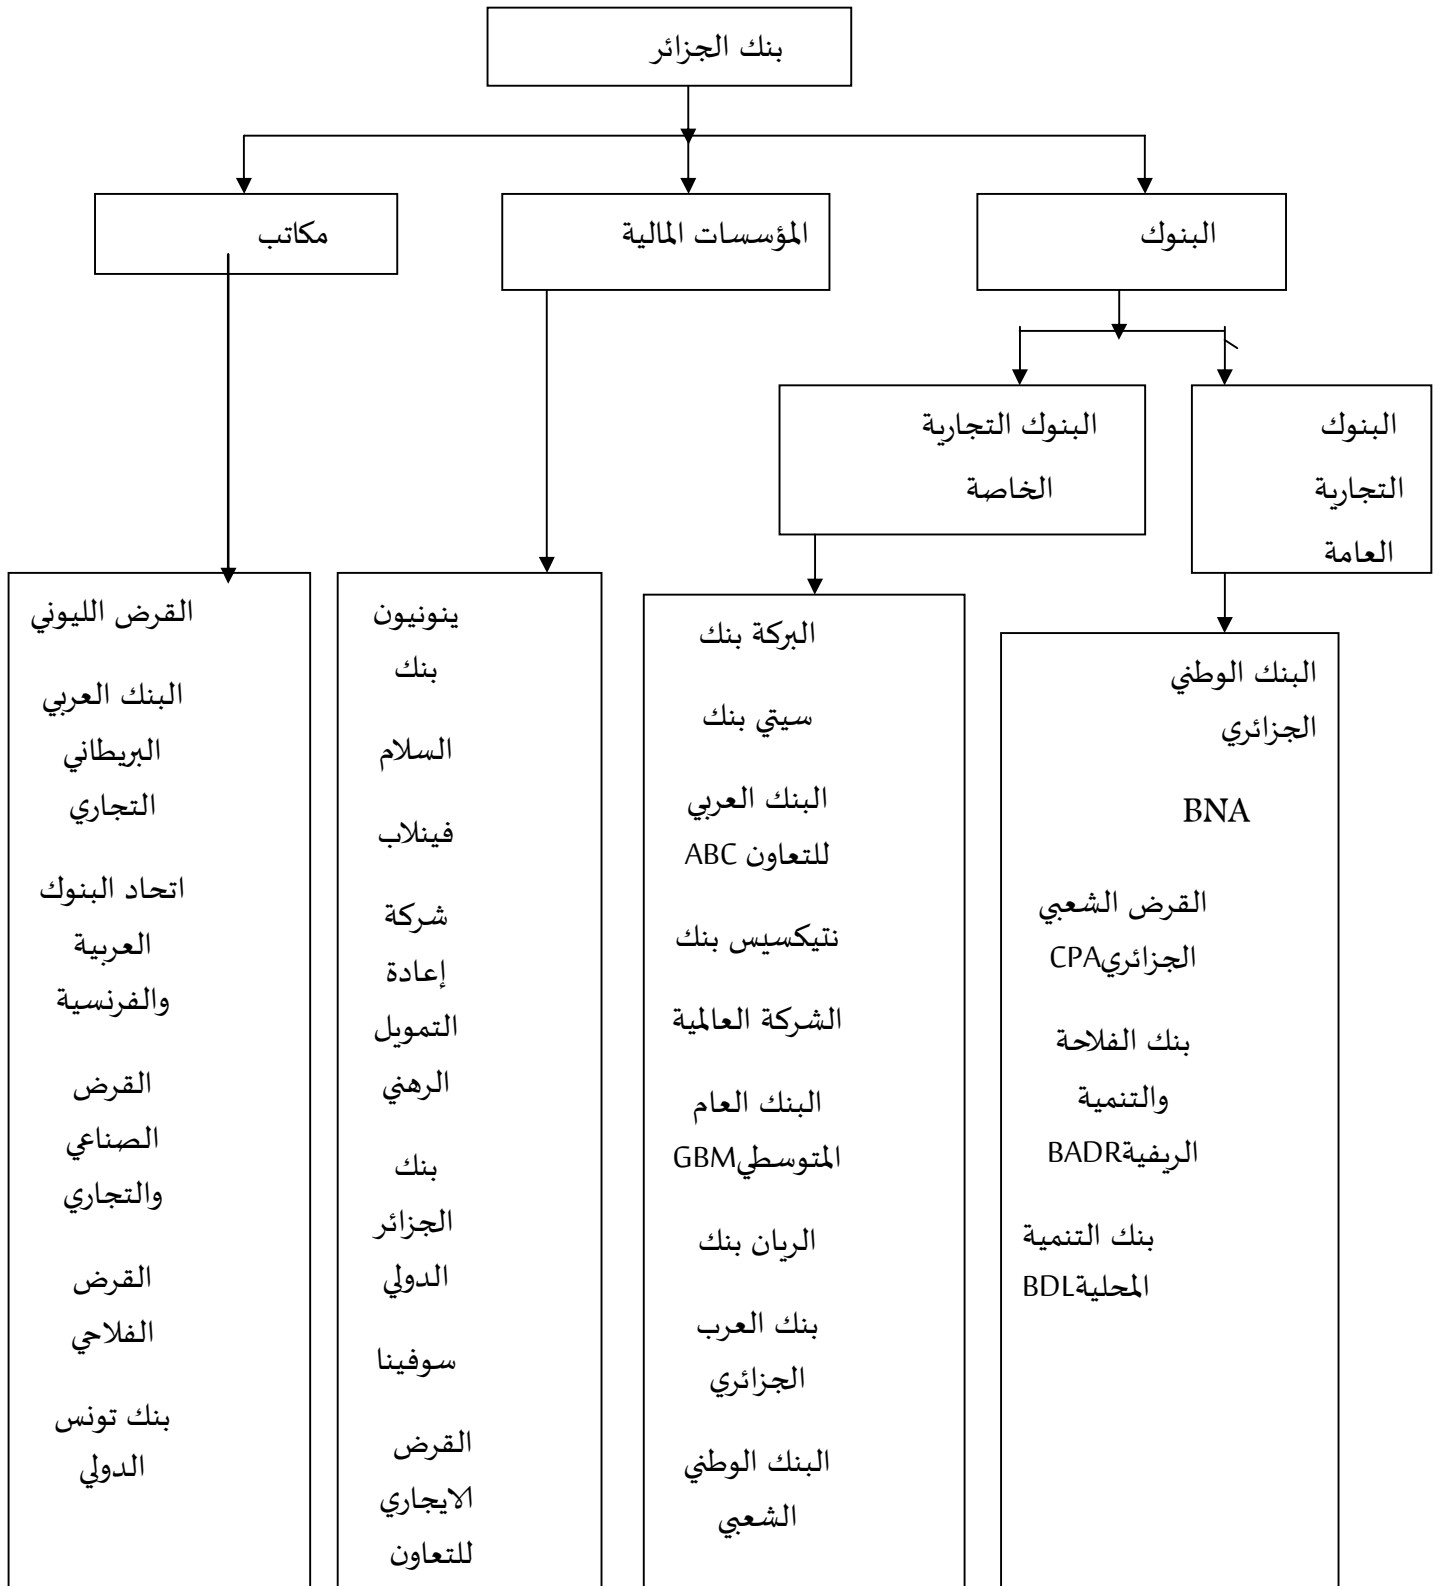 بنك الجزائر
البنوك
المؤسسات المالية
مكاتب
البنوك
التجارية
العامة
البنوك التجارية
الخاصة
البنك الوطني
الجزائري
BNA
القرض الشعبي
الجزائريCPA
بنك الفلاحة
والتنمية
الريفيةBADR
بنك التنمية
المحليةBDL
البركة بنك
سيتي بنك
البنك العربي
للتعاون ABC
نتيكسيس بنك
الشركة العالمية
البنك العام
المتوسطيGBM
الريان بنك
بنك العرب
الجزائري
البنك الوطني
الشعبي
ينونيون
بنك
السلام
فينلاب
شركة
إعادة
التمويل
الرهني
بنك
الجزائر
الدولي
سوفينا
القرض
الايجاري
للتعاون
القرض الليوني
البنك العربي
البريطاني
التجاري
اتحاد البنوك
العربية
والفرنسية
القرض
الصناعي
والتجاري
القرض
الفلاحي
بنك تونس
الدولي